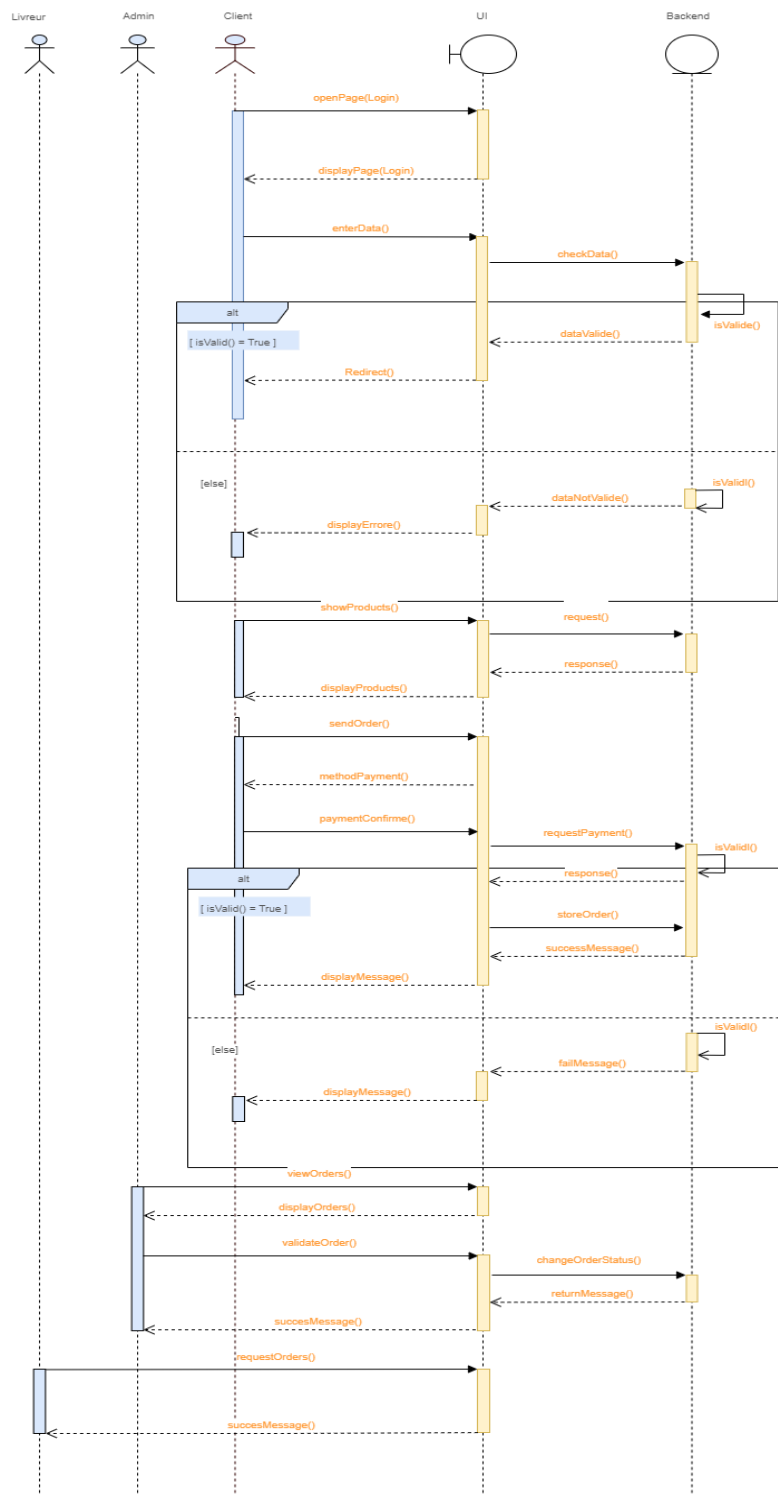 Livreur
Admin
Client
UI
Backend
openPage(Login)
displayPage(Login)
enterData()
checkData()
alt
isValide()
[ isValid() = True ]
dataValide()
Redirect()
[else]
isValidl()
dataNotValide()
displayErrore()
showProducts()
request()
response()
displayProducts()
sendOrder()
methodPayment()
paymentConfirme()
requestPayment()
isValidl()
alt
response()
[ isValid() = True ]
storeOrder()
successMessage()
displayMessage()
isValidl()
[else]
failMessage()
displayMessage()
viewOrders()
displayOrders()
validateOrder()
changeOrderStatus()
returnMessage()
succesMessage()
requestOrders()
succesMessage()